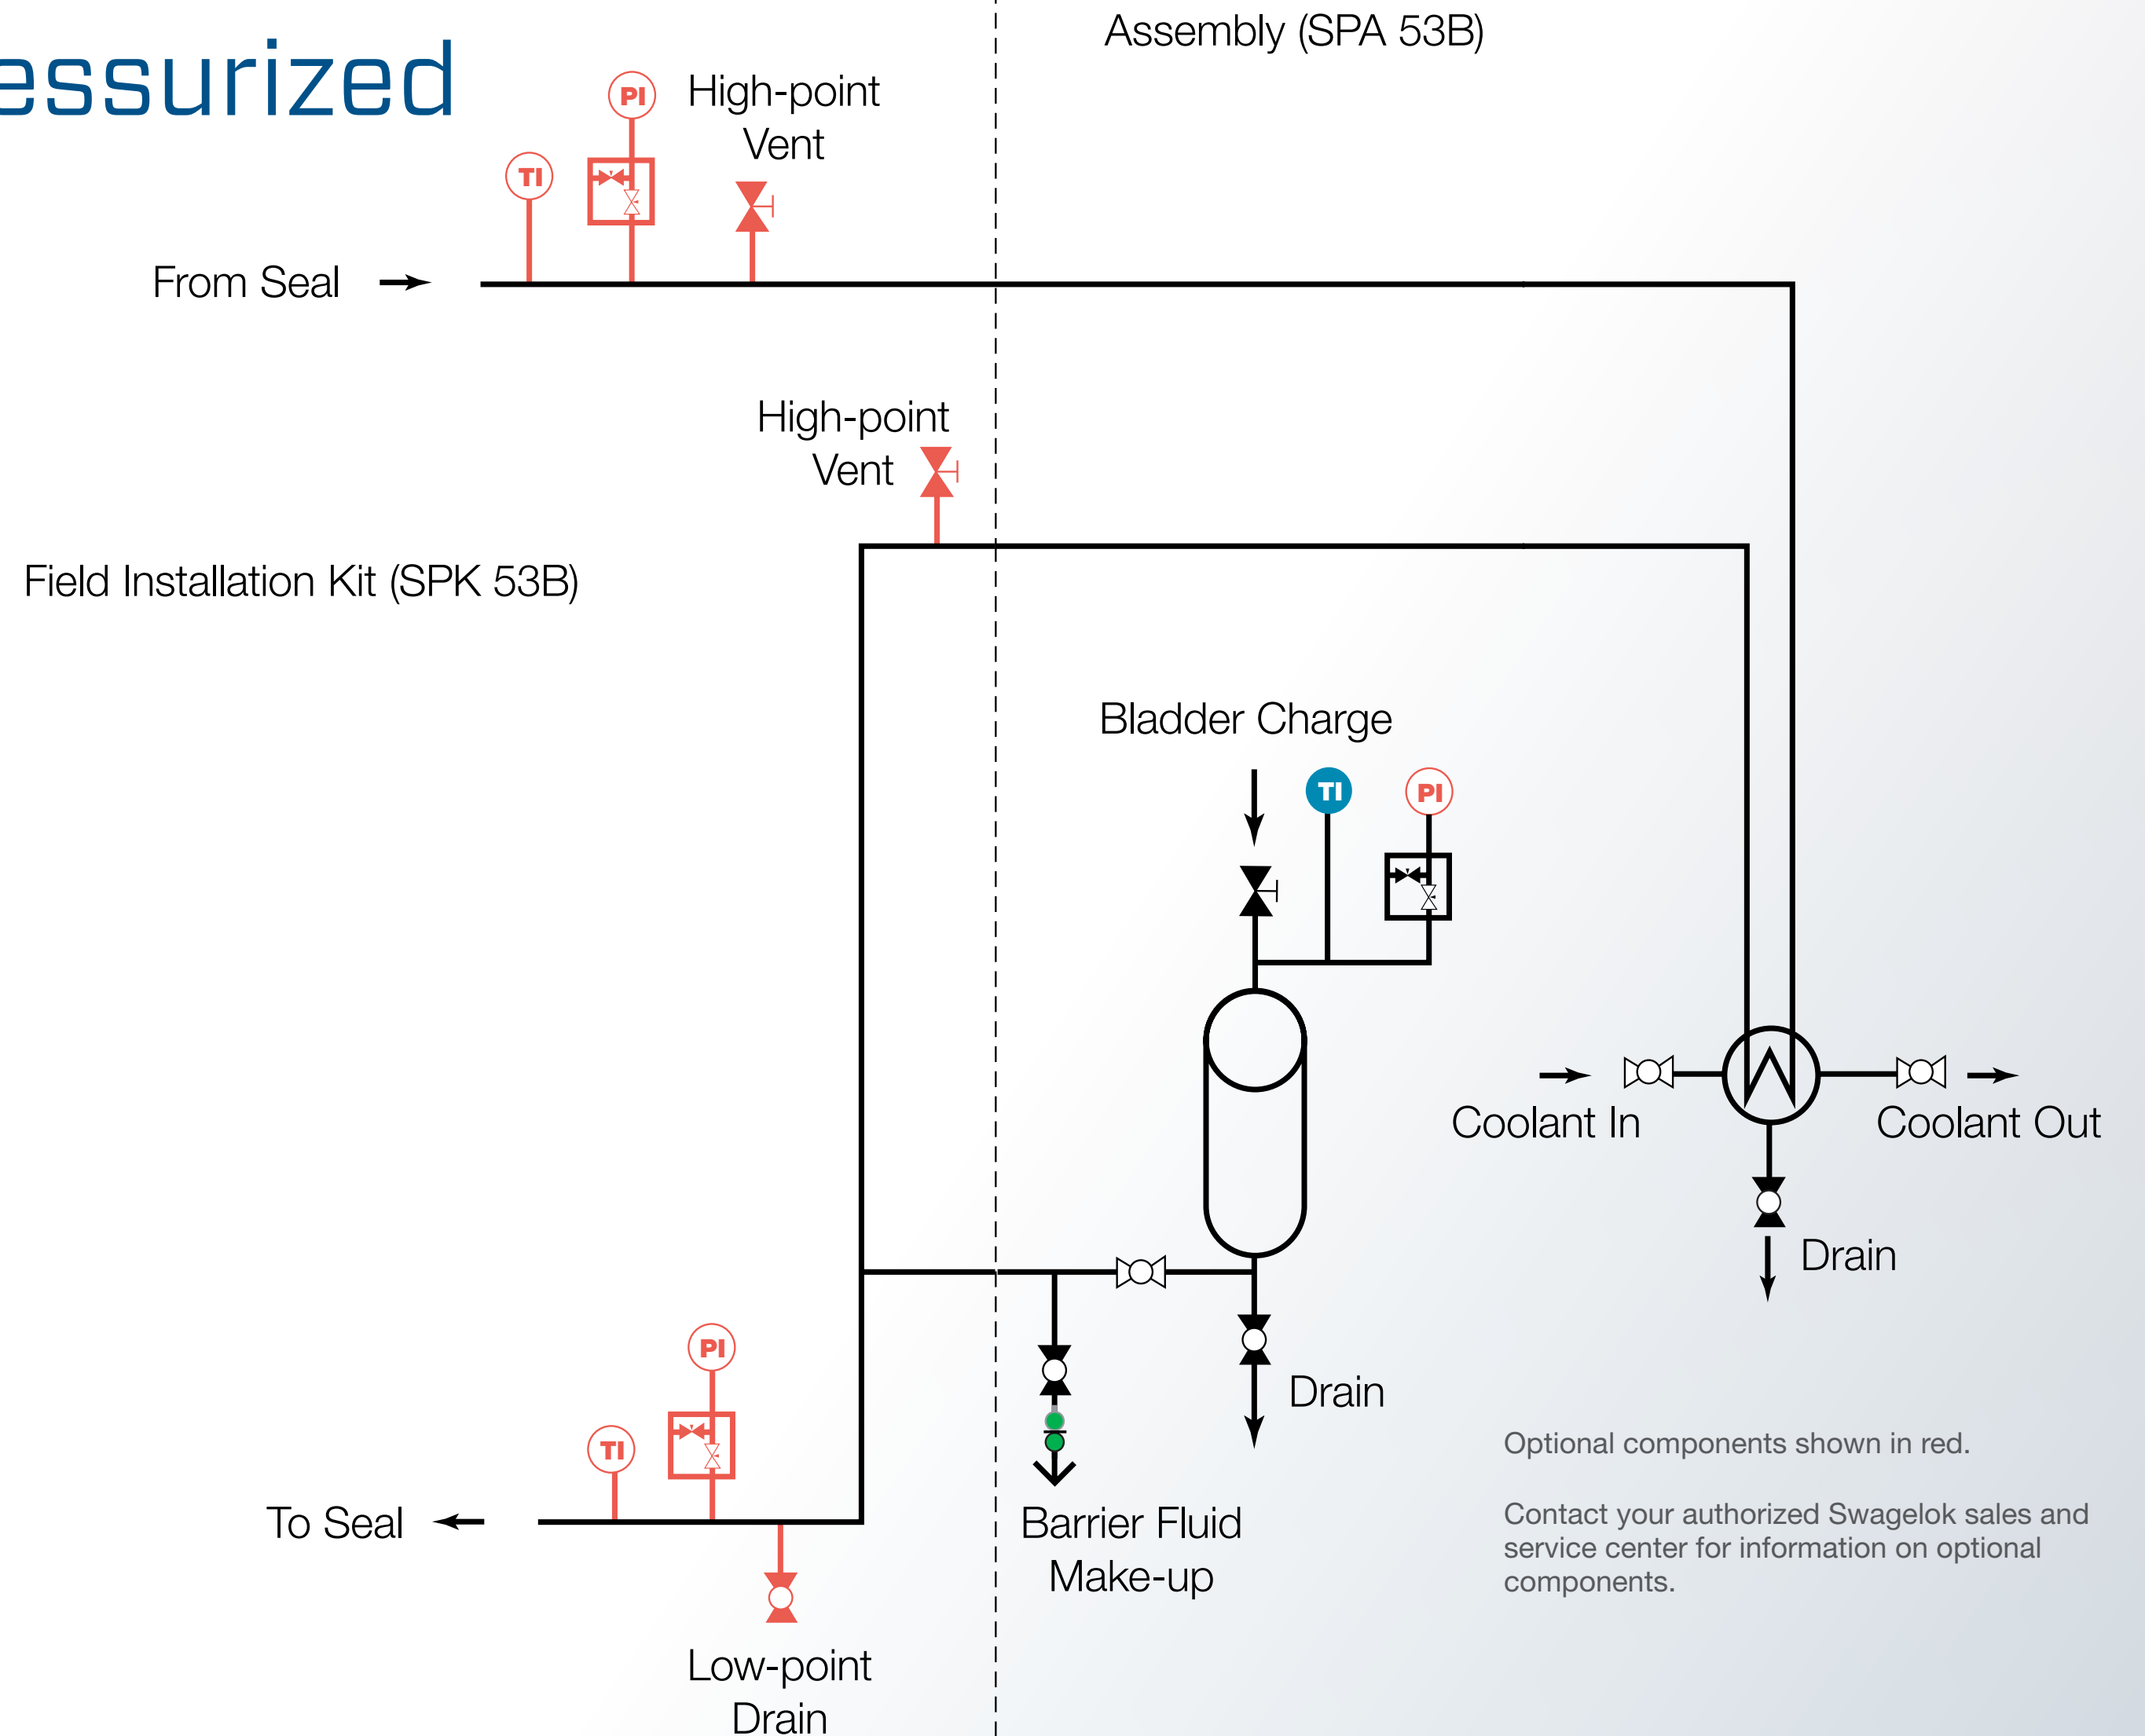 essurized
Assembly (SPA 53B)
PI
High-point
Vent
TI
From Seal
High-point
Vent
Field Installation Kit (SPK 53B)
Bladder Charge
TI
PI
Coolant In
Coolant Out
Drain
PI
TI
Drain
To Seal
Barrier Fluid
Make-up
Low-point
Drain
Optional components shown in red.
Contact your authorized Swagelok sales and
service center for information on optional
components.